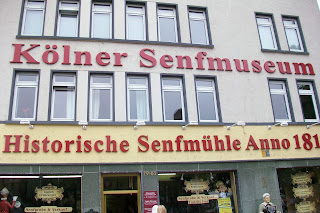 Kölner Senfmuseum
Historische Senfmühle Anno 181